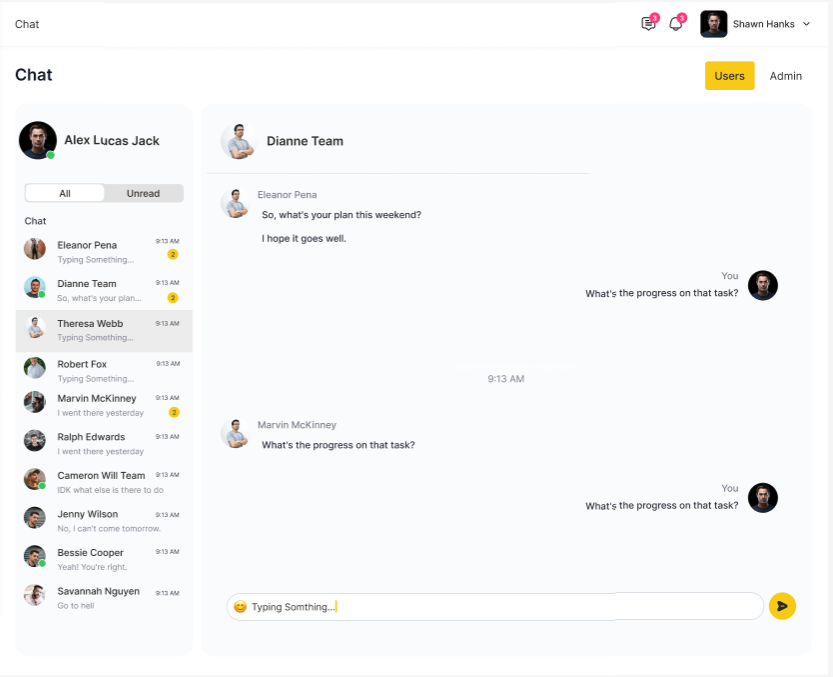 Chat
3
3
Shawn Hanks
Chat
Users
Admin
Alex Lucas Jack
All
Unread
Chat
Eleanor Pena
9:13 AM
Typing Something...
2
Dianne Team
9:13 AM
So, what's your plan...
2
Theresa Webb
9:13 AM
Typing Something...
Robert Fox
9:13 AM
Typing Something...
Marvin McKinney
9:13 AM
I went there yesterday
2
Ralph Edwards
9:13 AM
I went there yesterday
Cameron Will Team
9:13 AM
IDK what else is there to do
Jenny Wilson
9:13 AM
No, I can't come tomorrow.
Bessie Cooper
9:13 AM
Yeah! You're right.
Savannah Nguyen
9:13 AM
Go to hell
Dianne Team
Eleanor Pena
So, what's your plan this weekend?
I hope it goes well.
You
What's the progress on that task?
9:13 AM
Marvin McKinney
What's the progress on that task?
You
What's the progress on that task?
😊 Typing Somthing...